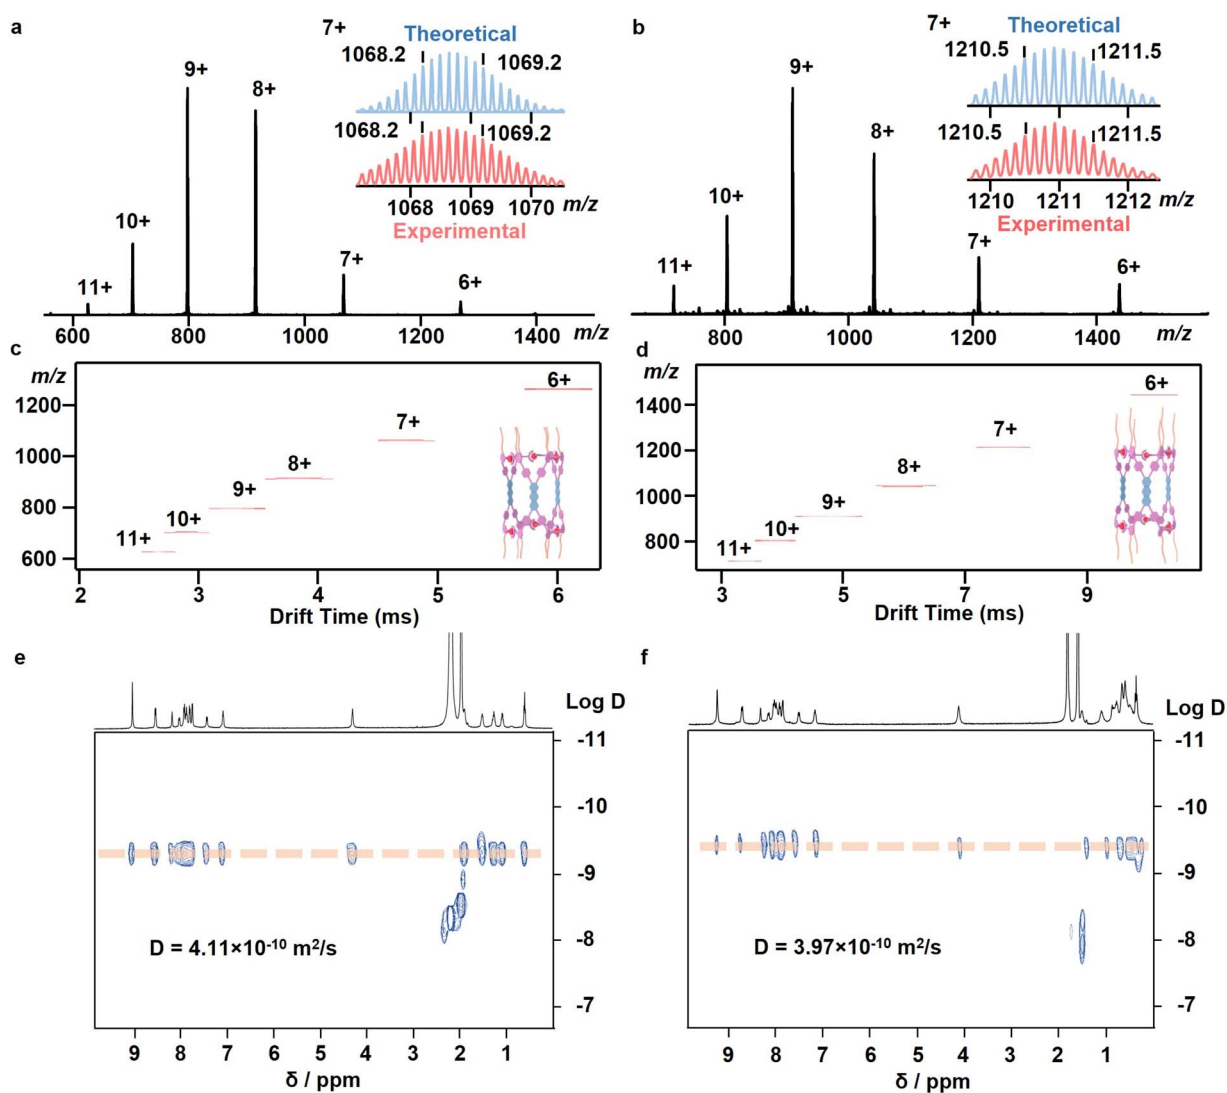 a
7+
Theoretical
1068.2
1069.2
1068.2
1069.2
1068 1069 1070 m/z
Experimental
11+
10+
9+
8+
7+
6+
600 800 1000 1200 1400 m/z
b
7+
Theoretical
1210.5
1211.5
1210.5
1211.5
1210 1211 1212 m/z
Experimental
11+
10+
9+
8+
7+
6+
800 1000 1200 1400 m/z
c
m/z
1200
1000
800
600
11+
10+
9+
8+
7+
6+
2 3 4 5 6
Drift Time (ms)
d
m/z
1400
1200
1000
800
11+
10+
9+
8+
7+
6+
3 5 7 9
Drift Time (ms)
e
Log D
-11
-10
-9
-8
-7
D = 4.11×10⁻¹⁰ m²/s
9 8 7 6 5 4 3 2 1
δ / ppm
f
Log D
-11
-10
-9
-8
-7
D = 3.97×10⁻¹⁰ m²/s
9 8 7 6 5 4 3 2 1
δ / ppm